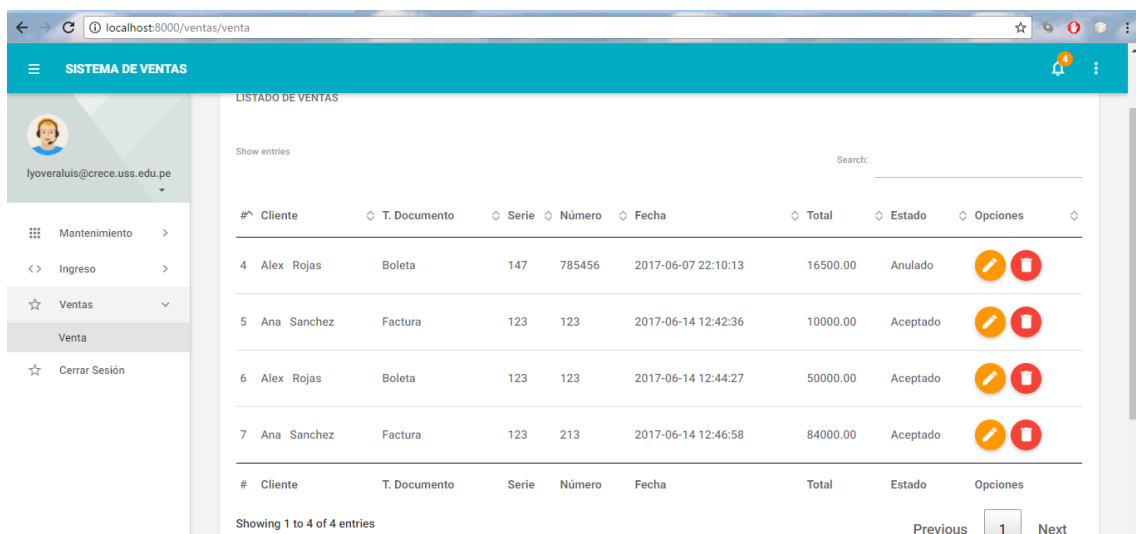 localhost:8000/ventas/venta
SISTEMA DE VENTAS
4
LISTADO DE VENTAS
lyoveraluis@crece.uss.edu.pe
Show entries
Search:
Mantenimiento
Ingreso
Ventas
Venta
Cerrar Sesión
# Cliente T. Documento Serie Número Fecha Total Estado Opciones
4 Alex Rojas Boleta 147 785456 2017-06-07 22:10:13 16500.00 Anulado
5 Ana Sanchez Factura 123 123 2017-06-14 12:42:36 10000.00 Aceptado
6 Alex Rojas Boleta 123 123 2017-06-14 12:44:27 50000.00 Aceptado
7 Ana Sanchez Factura 123 213 2017-06-14 12:46:58 84000.00 Aceptado
# Cliente T. Documento Serie Número Fecha Total Estado Opciones
Showing 1 to 4 of 4 entries
Previous 1 Next